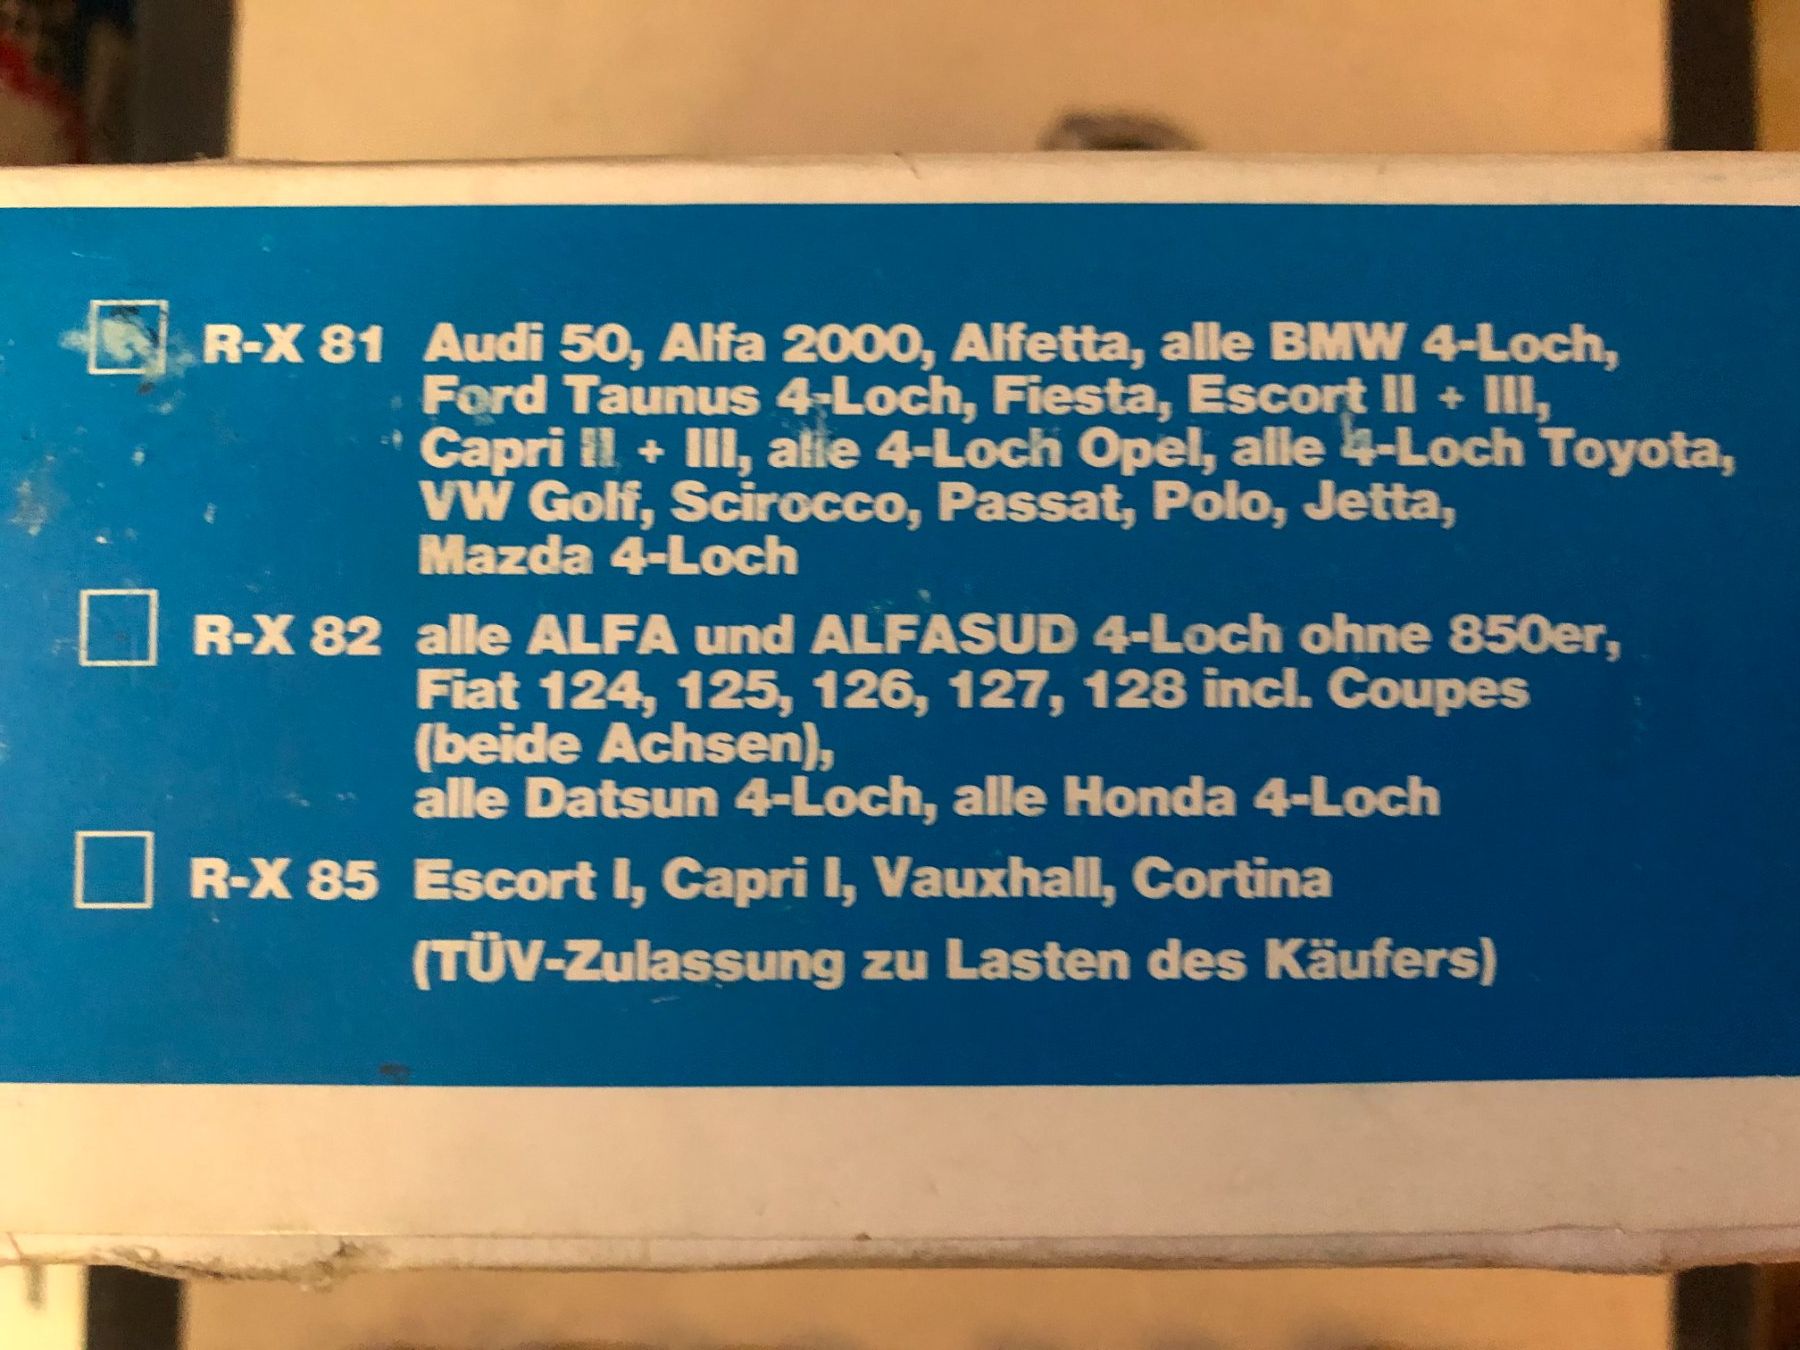 R-X 81 Audi 50, Alfa 2000, Alfetta, alle BMW 4-Loch,
Ford Taunus 4-Loch, Fiesta, Escort II + III,
Capri II + III, alle 4-Loch Opel, alle 4-Loch Toyota,
VW Golf, Scirocco, Passat, Polo, Jetta,
Mazda 4-Loch
R-X 82 alle ALFA und ALFASUD 4-Loch ohne 850er,
Fiat 124, 125, 126, 127, 128 incl. Coupes
(beide Achsen),
alle Datsun 4-Loch, alle Honda 4-Loch
R-X 85 Escort I, Capri I, Vauxhall, Cortina
(TÜV-Zulassung zu Lasten des Käufers)